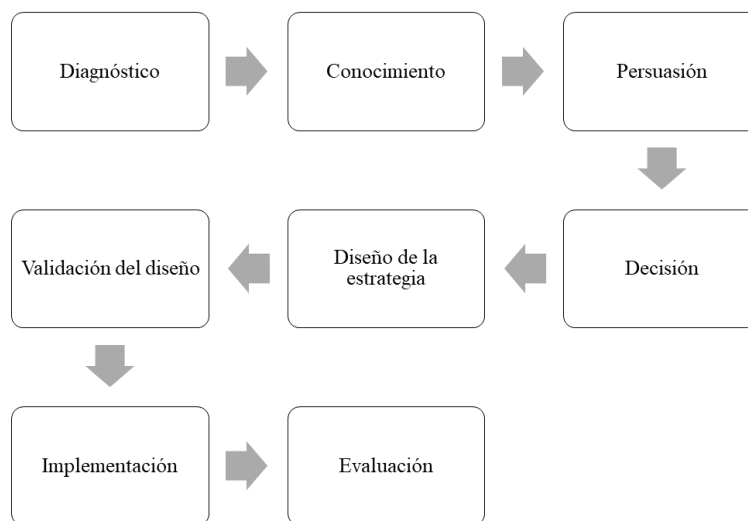 Diagnóstico
Conocimiento
Persuasión
Decisión
Diseño de la
estrategia
Validación del diseño
Implementación
Evaluación